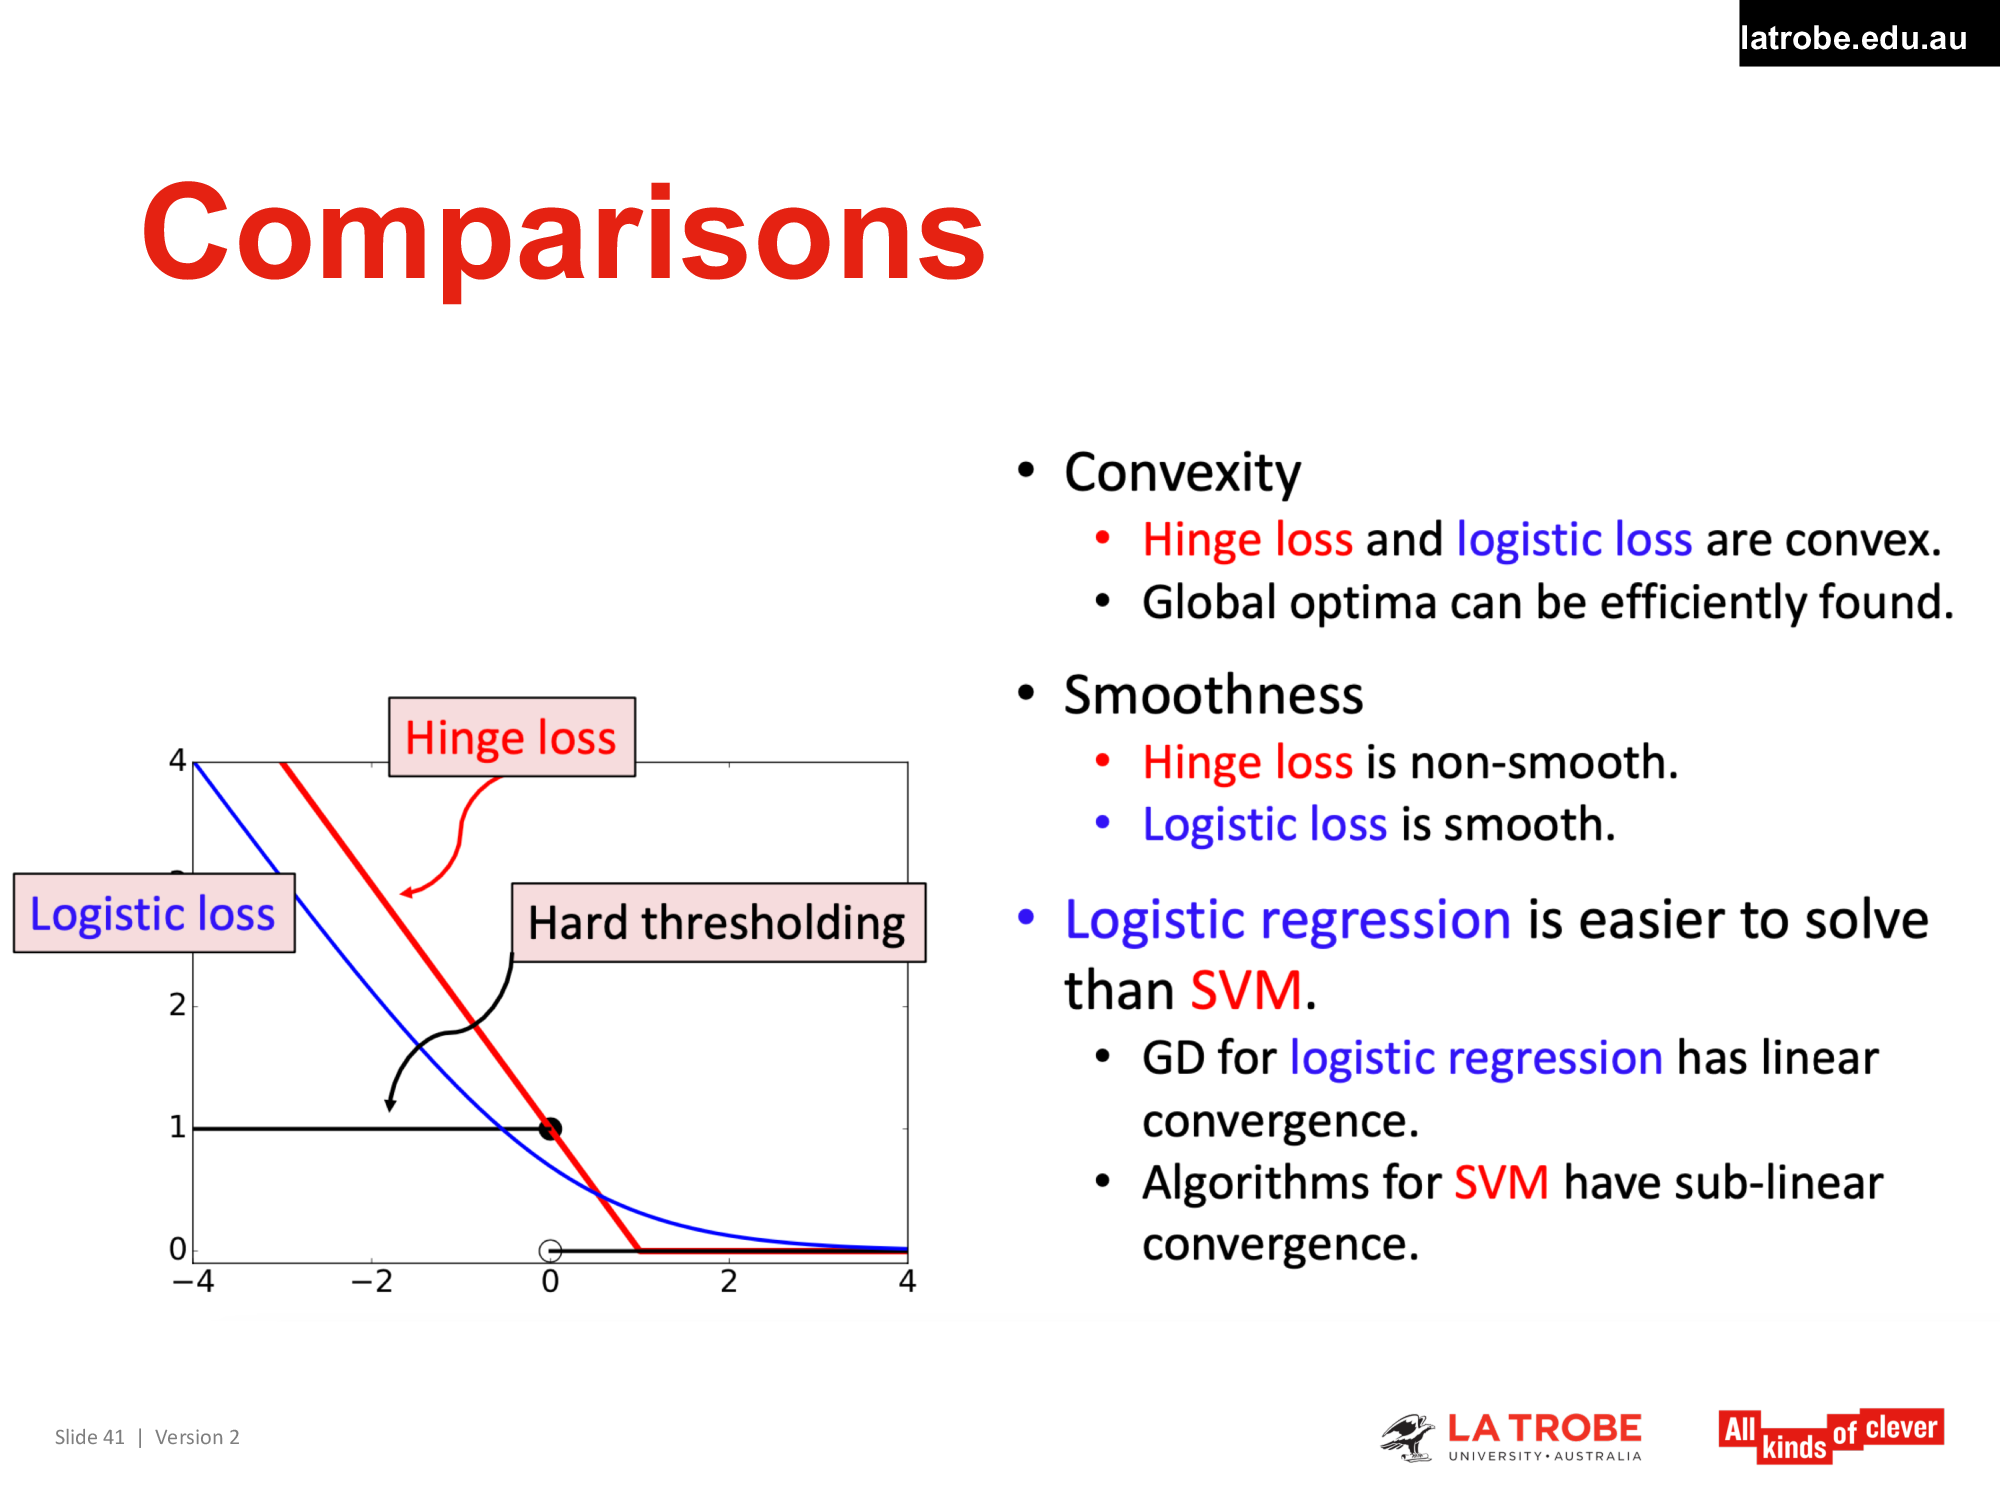 latrobe.edu.au
Comparisons
• Convexity
• Hinge loss and logistic loss are convex.
• Global optima can be efficiently found.
• Smoothness
• Hinge loss is non-smooth.
• Logistic loss is smooth.
• Logistic regression is easier to solve
than SVM.
• GD for logistic regression has linear
convergence.
• Algorithms for SVM have sub-linear
convergence.
Hinge loss
4
Logistic loss
Hard thresholding
2
1
0
−4 −2 0 2 4
Slide 41 | Version 2
LA TROBE
UNIVERSITY • AUSTRALIA
All kinds of clever